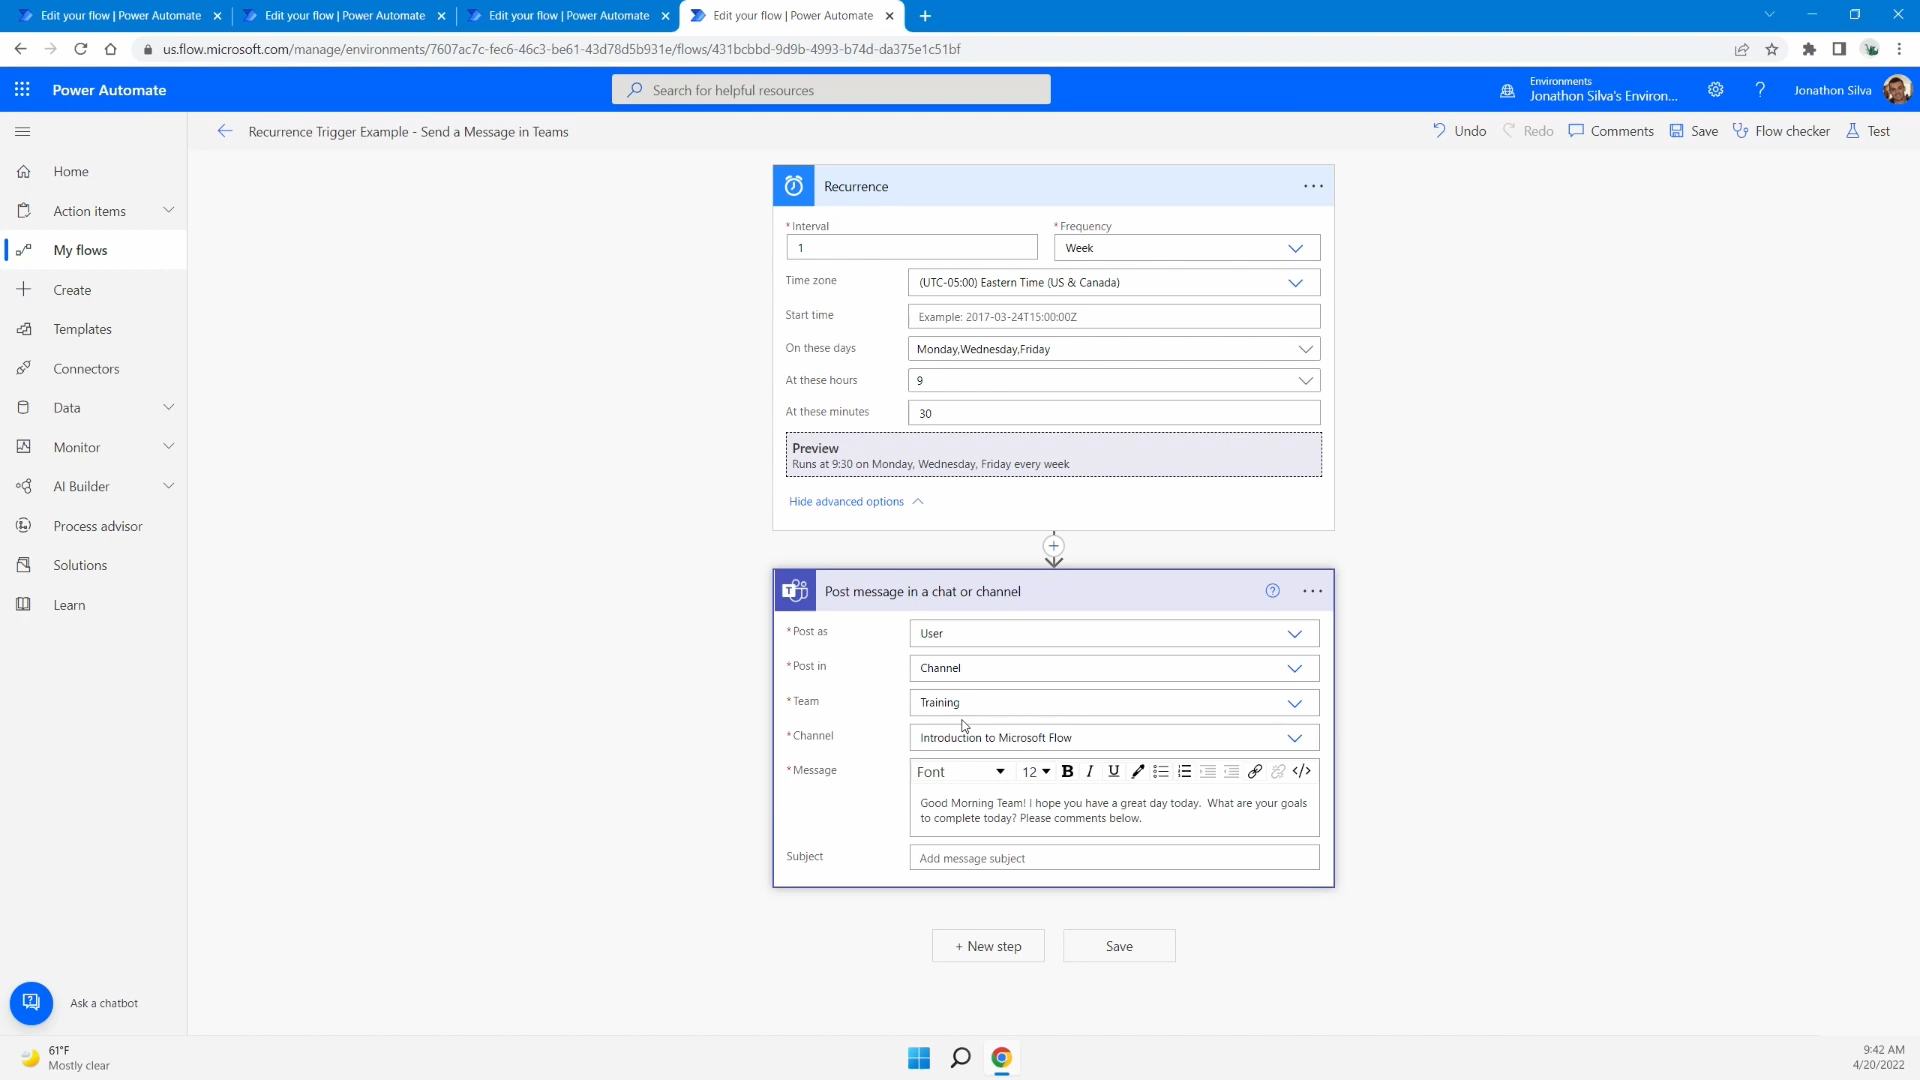 Edit your flow | Power Automate
Edit your flow | Power Automate
Edit your flow | Power Automate
Edit your flow | Power Automate
us.flow.microsoft.com/manage/environments/7607ac7c-fec6-46c3-be61-43d78d5b931e/flows/431bcbbd-9d9b-4993-b74d-da375e1c51bf
Power Automate
Search for helpful resources
Environments
Jonathon Silva's Environ...
?
Jonathon Silva
Recurrence Trigger Example - Send a Message in Teams
Undo
Redo
Comments
Save
Flow checker
Test
Home
Action items
My flows
Create
Templates
Connectors
Data
Monitor
AI Builder
Process advisor
Solutions
Learn
Ask a chatbot
Recurrence
* Interval
* Frequency
1
Week
Time zone
(UTC-05:00) Eastern Time (US & Canada)
Start time
Example: 2017-03-24T15:00:00Z
On these days
Monday,Wednesday,Friday
At these hours
9
At these minutes
30
Preview
Runs at 9:30 on Monday, Wednesday, Friday every week
Hide advanced options
Post message in a chat or channel
* Post as
User
* Post in
Channel
* Team
Training
* Channel
Introduction to Microsoft Flow
* Message
Font 12 B I U </>
Good Morning Team! I hope you have a great day today. What are your goals
to complete today? Please comments below.
Subject
Add message subject
+ New step
Save
61°F
Mostly clear
9:42 AM
4/20/2022